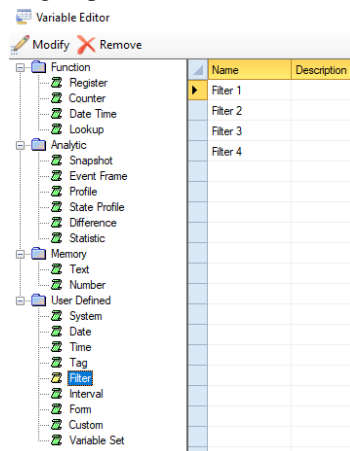 Variable Editor
Modify Remove
Function
Register
Counter
Date Time
Lookup
Analytic
Snapshot
Event Frame
Profile
State Profile
Difference
Statistic
Memory
Text
Number
User Defined
System
Date
Time
Tag
Filter
Interval
Form
Custom
Variable Set
Name Description
Filter 1
Filter 2
Filter 3
Filter 4